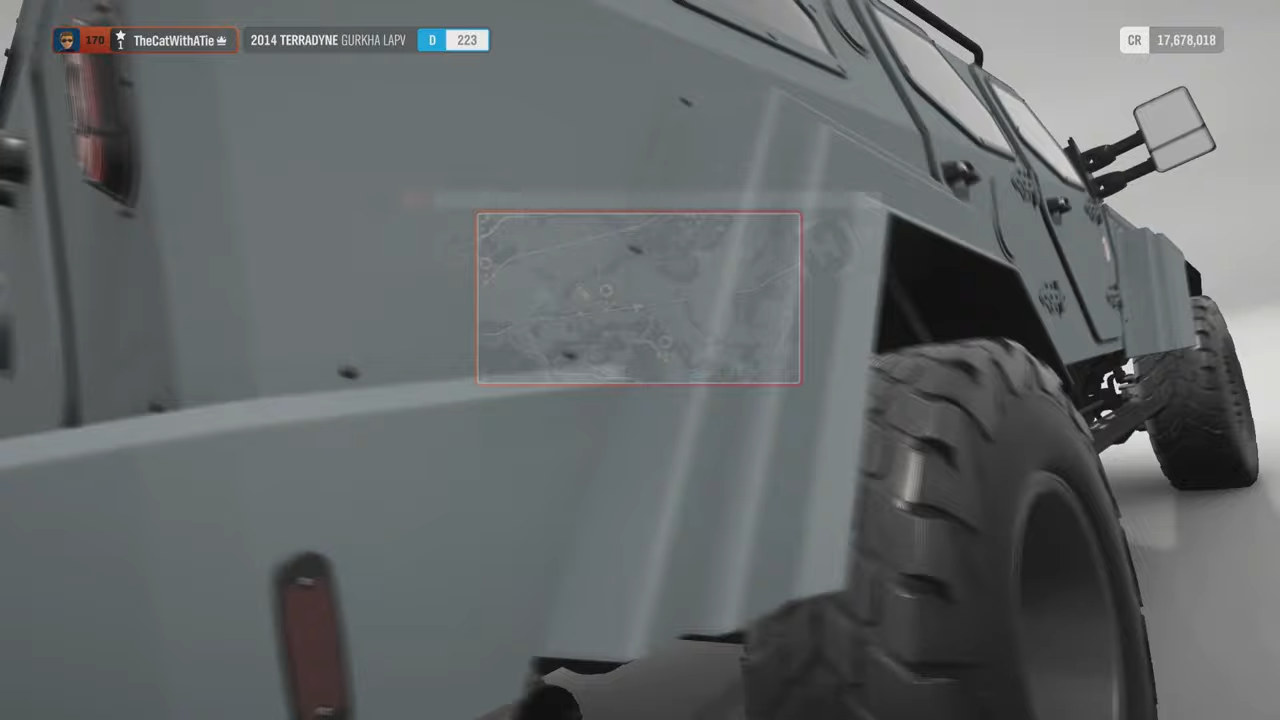 170
1
TheCatWithATie
2014 TERRADYNE GURKHA LAPV
D
223
CR
17,678,018